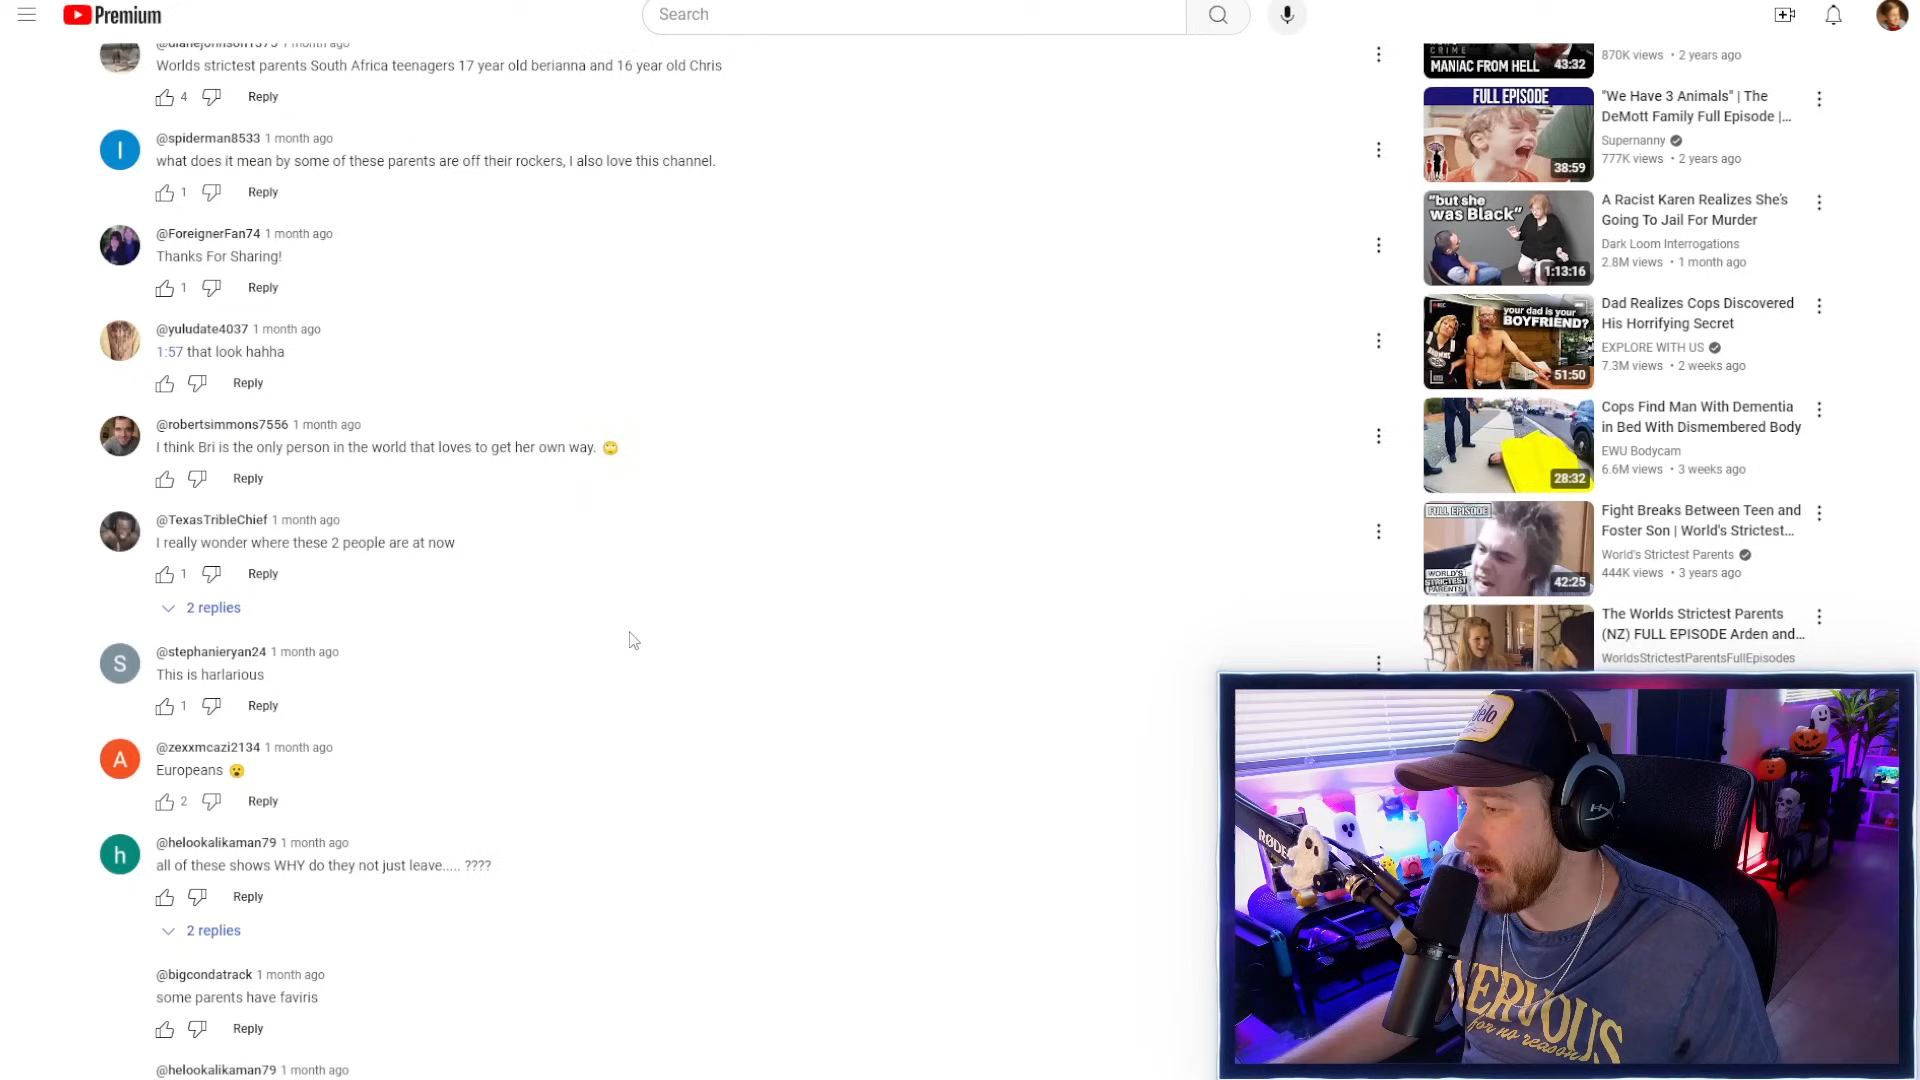 Premium
Search
@dianejohnson1375 1 month ago
Worlds strictest parents South Africa teenagers 17 year old berianna and 16 year old Chris
4 Reply
@spiderman8533 1 month ago
what does it mean by some of these parents are off their rockers, I also love this channel.
1 Reply
@ForeignerFan74 1 month ago
Thanks For Sharing!
1 Reply
@yuludate4037 1 month ago
1:57 that look hahha
Reply
@robertsimmons7556 1 month ago
I think Bri is the only person in the world that loves to get her own way. 🙄
Reply
@TexasTribleChief 1 month ago
I really wonder where these 2 people are at now
1 Reply
2 replies
S
@stephanieryan24 1 month ago
This is harlarious
1 Reply
A
@zexxmcazi2134 1 month ago
Europeans 😮
2 Reply
h
@helookalikaman79 1 month ago
all of these shows WHY do they not just leave..... ????
Reply
2 replies
@bigcondatrack 1 month ago
some parents have faviris
Reply
@helookalikaman79 1 month ago
I
CRIME
MANIAC FROM HELL 43:32
870K views • 2 years ago
FULL EPISODE
38:59
"We Have 3 Animals" | The
DeMott Family Full Episode |...
Supernanny
777K views • 2 years ago
"but she
was Black"
1:13:16
A Racist Karen Realizes She's
Going To Jail For Murder
Dark Loom Interrogations
2.8M views • 1 month ago
REC
your dad is your
BOYFRIEND?
51:50
Dad Realizes Cops Discovered
His Horrifying Secret
EXPLORE WITH US
7.3M views • 2 weeks ago
28:32
Cops Find Man With Dementia
in Bed With Dismembered Body
EWU Bodycam
6.6M views • 3 weeks ago
FULL EPISODE
WORLD'S
STRICTEST
PARENTS
42:25
Fight Breaks Between Teen and
Foster Son | World's Strictest...
World's Strictest Parents
444K views • 3 years ago
The Worlds Strictest Parents
(NZ) FULL EPISODE Arden and...
WorldsStrictestParentsFullEpisodes
RØDE
NERVOUS
for no reason